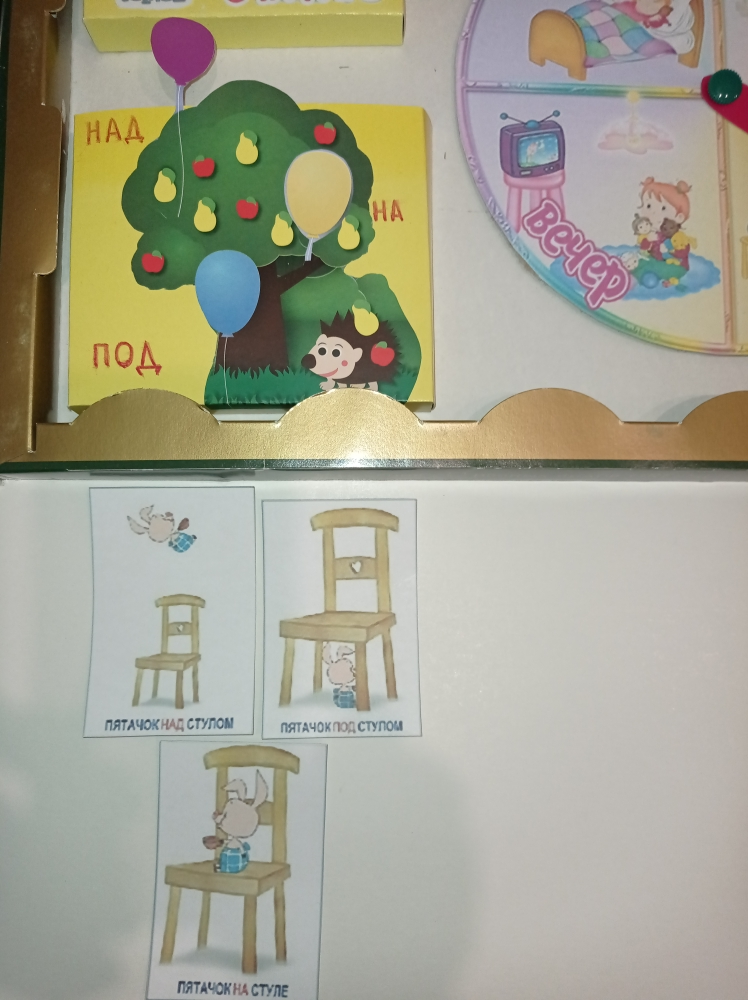 НАД
НА
ПОД
вечер
ПЯТАЧОК НАД СТУЛОМ
ПЯТАЧОК ПОД СТУЛОМ
ПЯТАЧОК НА СТУЛЕ